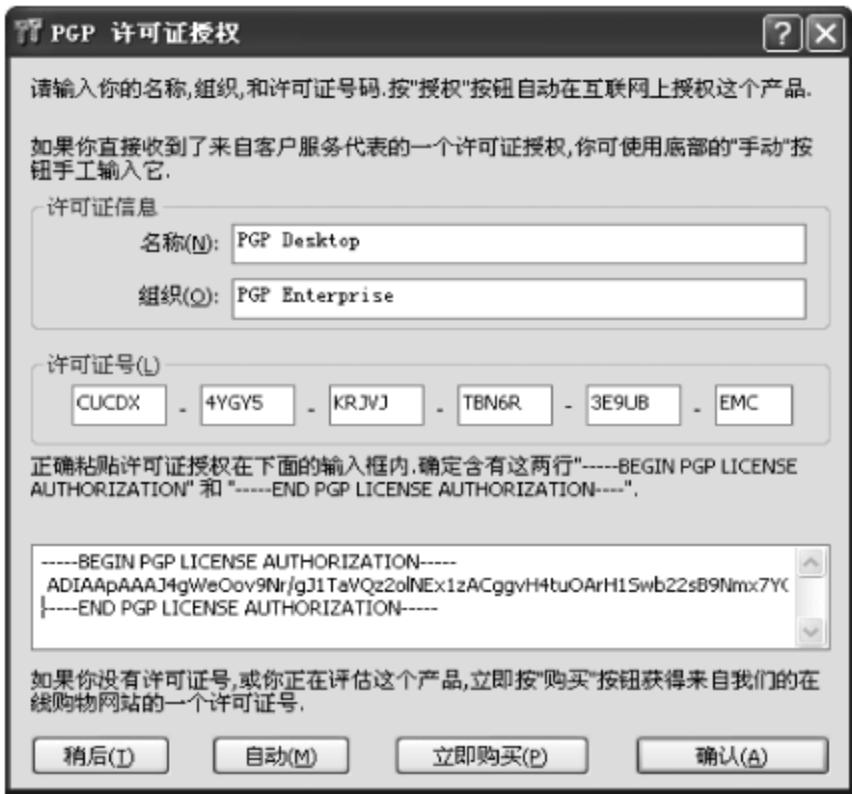 PGP 许可证授权
请输入你的名称,组织,和许可证号码.按"授权"按钮自动在互联网上授权这个产品.
如果你直接收到了来自客户服务代表的一个许可证授权,你可使用底部的"手动"按
钮手工输入它.
许可证信息
名称(N): PGP Desktop
组织(O): PGP Enterprise
许可证号(L)
CUCDX - 4YGY5 - KRJVJ - TBN6R - 3E9UB - EMC
正确粘贴许可证授权在下面的输入框内.确定含有这两行"-----BEGIN PGP LICENSE
AUTHORIZATION" 和 "-----END PGP LICENSE AUTHORIZATION----".
-----BEGIN PGP LICENSE AUTHORIZATION-----
ADIAApAAAJ4gWeOov9Nr/gJ1TaVQz2olNEx1zACggvH4tuOArH1Swb22sB9Nmx7Y
-----END PGP LICENSE AUTHORIZATION-----
如果你没有许可证号,或你正在评估这个产品,立即按"购买"按钮获得来自我们的在
线购物网站的一个许可证号.
稍后(T) 自动(M) 立即购买(P) 确认(A)